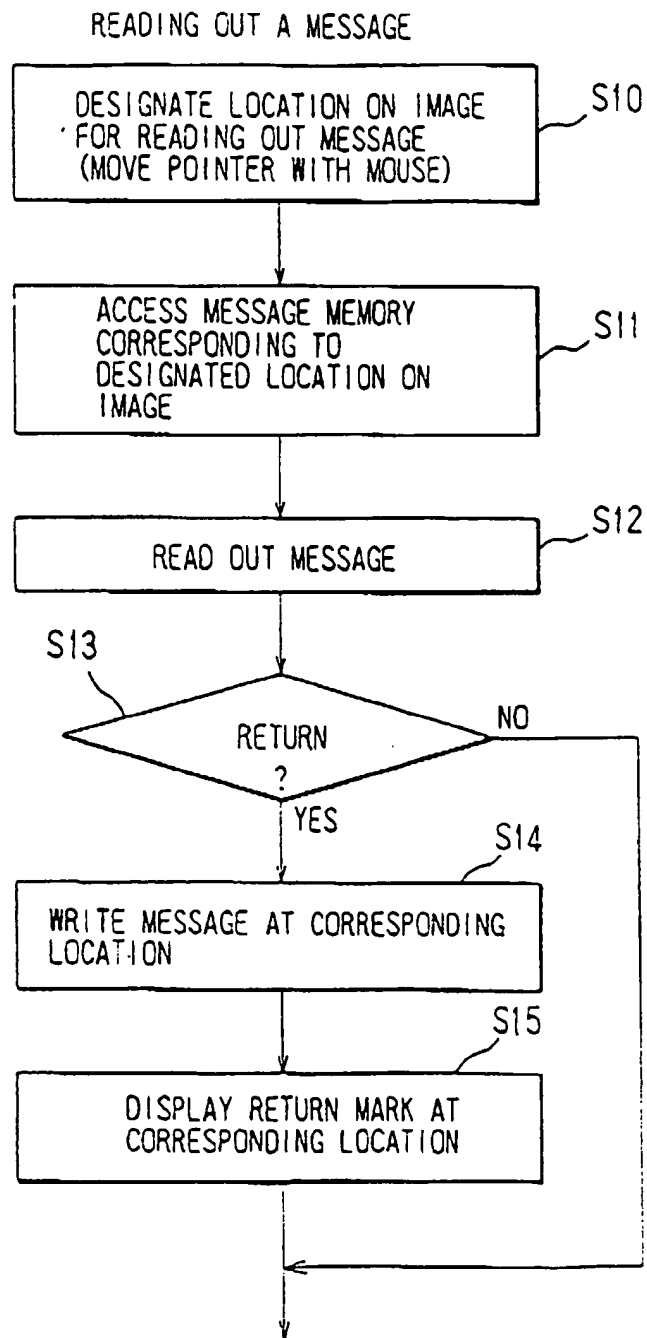 READING OUT A MESSAGE
DESIGNATE LOCATION ON IMAGE
FOR READING OUT MESSAGE
(MOVE POINTER WITH MOUSE)
S10
ACCESS MESSAGE MEMORY
CORRESPONDING TO
DESIGNATED LOCATION ON
IMAGE
S11
READ OUT MESSAGE
S12
S13
RETURN
?
NO
YES
S14
WRITE MESSAGE AT CORRESPONDING
LOCATION
S15
DISPLAY RETURN MARK AT
CORRESPONDING LOCATION